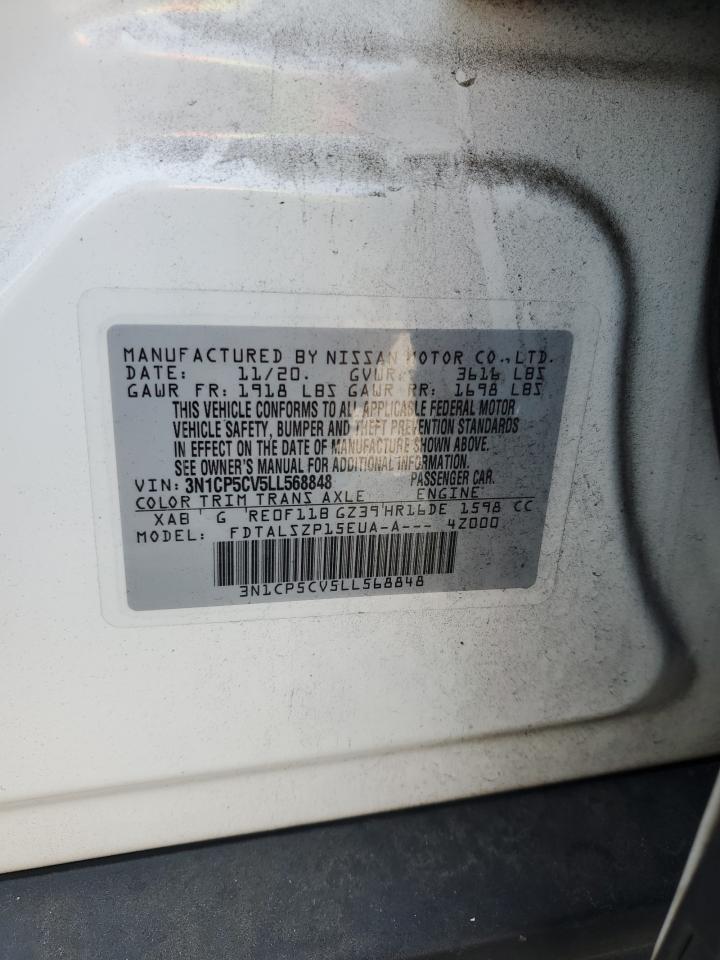 MANUFACTURED BY NISSAN MOTOR CO., LTD.
DATE: 11/20. GVWR: 3616 LBS
GAWR FR: 1918 LBS GAWR RR: 1698 LBS
THIS VEHICLE CONFORMS TO ALL APPLICABLE FEDERAL MOTOR
VEHICLE SAFETY, BUMPER AND THEFT PREVENTION STANDARDS
IN EFFECT ON THE DATE OF MANUFACTURE SHOWN ABOVE.
SEE OWNER'S MANUAL FOR ADDITIONAL INFORMATION.
VIN: 3N1CP5CV5LL568848 PASSENGER CAR.
COLOR TRIM TRANS AXLE ENGINE
XAB G RE0F11B GZ39 HR16DE 1598 CC
MODEL: FDTALSZP15EUA-A--- 4Z000
3N1CP5CV5LL568848